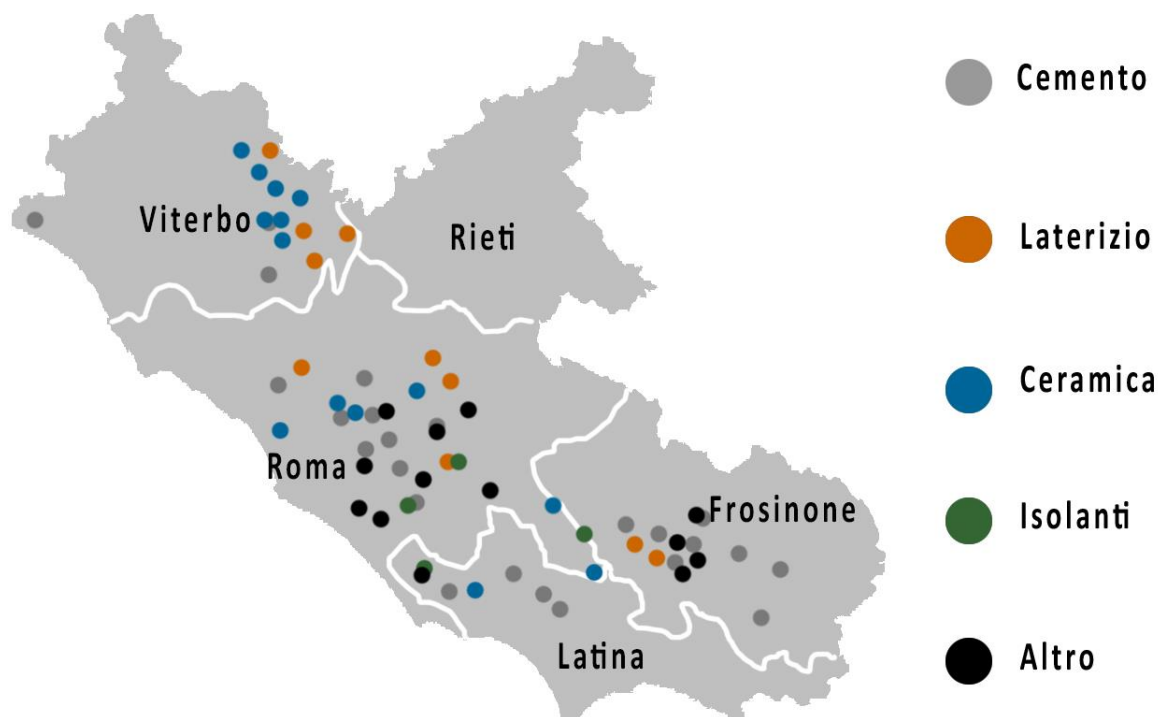 Cemento
Viterbo
Rieti
Laterizio
Ceramica
Roma
Frosinone
Isolanti
Latina
Altro